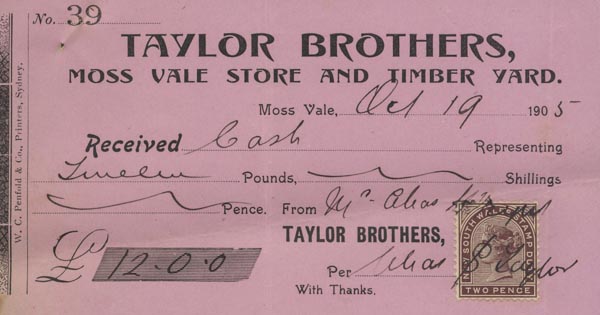 No. 39
TAYLOR BROTHERS,
MOSS VALE STORE AND TIMBER YARD.
Moss Vale, Oct 19 1905
Received Cash Representing
Twelve Pounds, Shillings
Pence. From Mr. Chas
TAYLOR BROTHERS,
£ 12.0.0
Per Silas P Taylor
With Thanks.
NEW SOUTH WALES STAMP DUTY
TWO PENCE
W. C. Penfold & Co., Printers, Sydney.